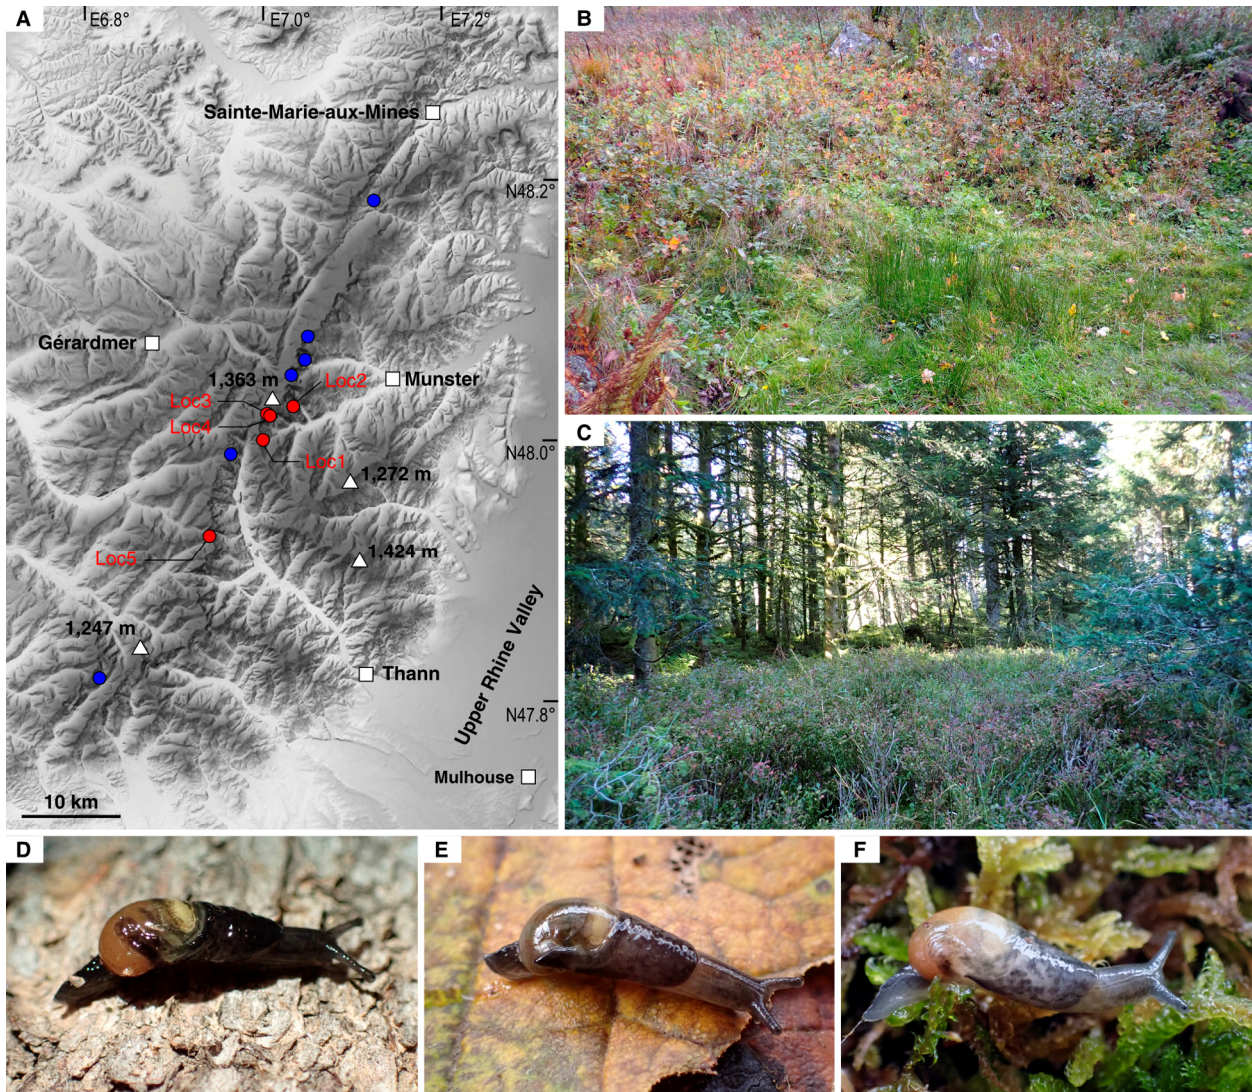 A
E6.8°
E7.0°
E7.2°
Sainte-Marie-aux-Mines
N48.2°
Gérardmer
1,363 m
Munster
Loc2
Loc3
Loc4
N48.0°
Loc1
1,272 m
Loc5
1,424 m
1,247 m
Upper Rhine Valley
Thann
N47.8°
Mulhouse
10 km
B
C
D
E
F